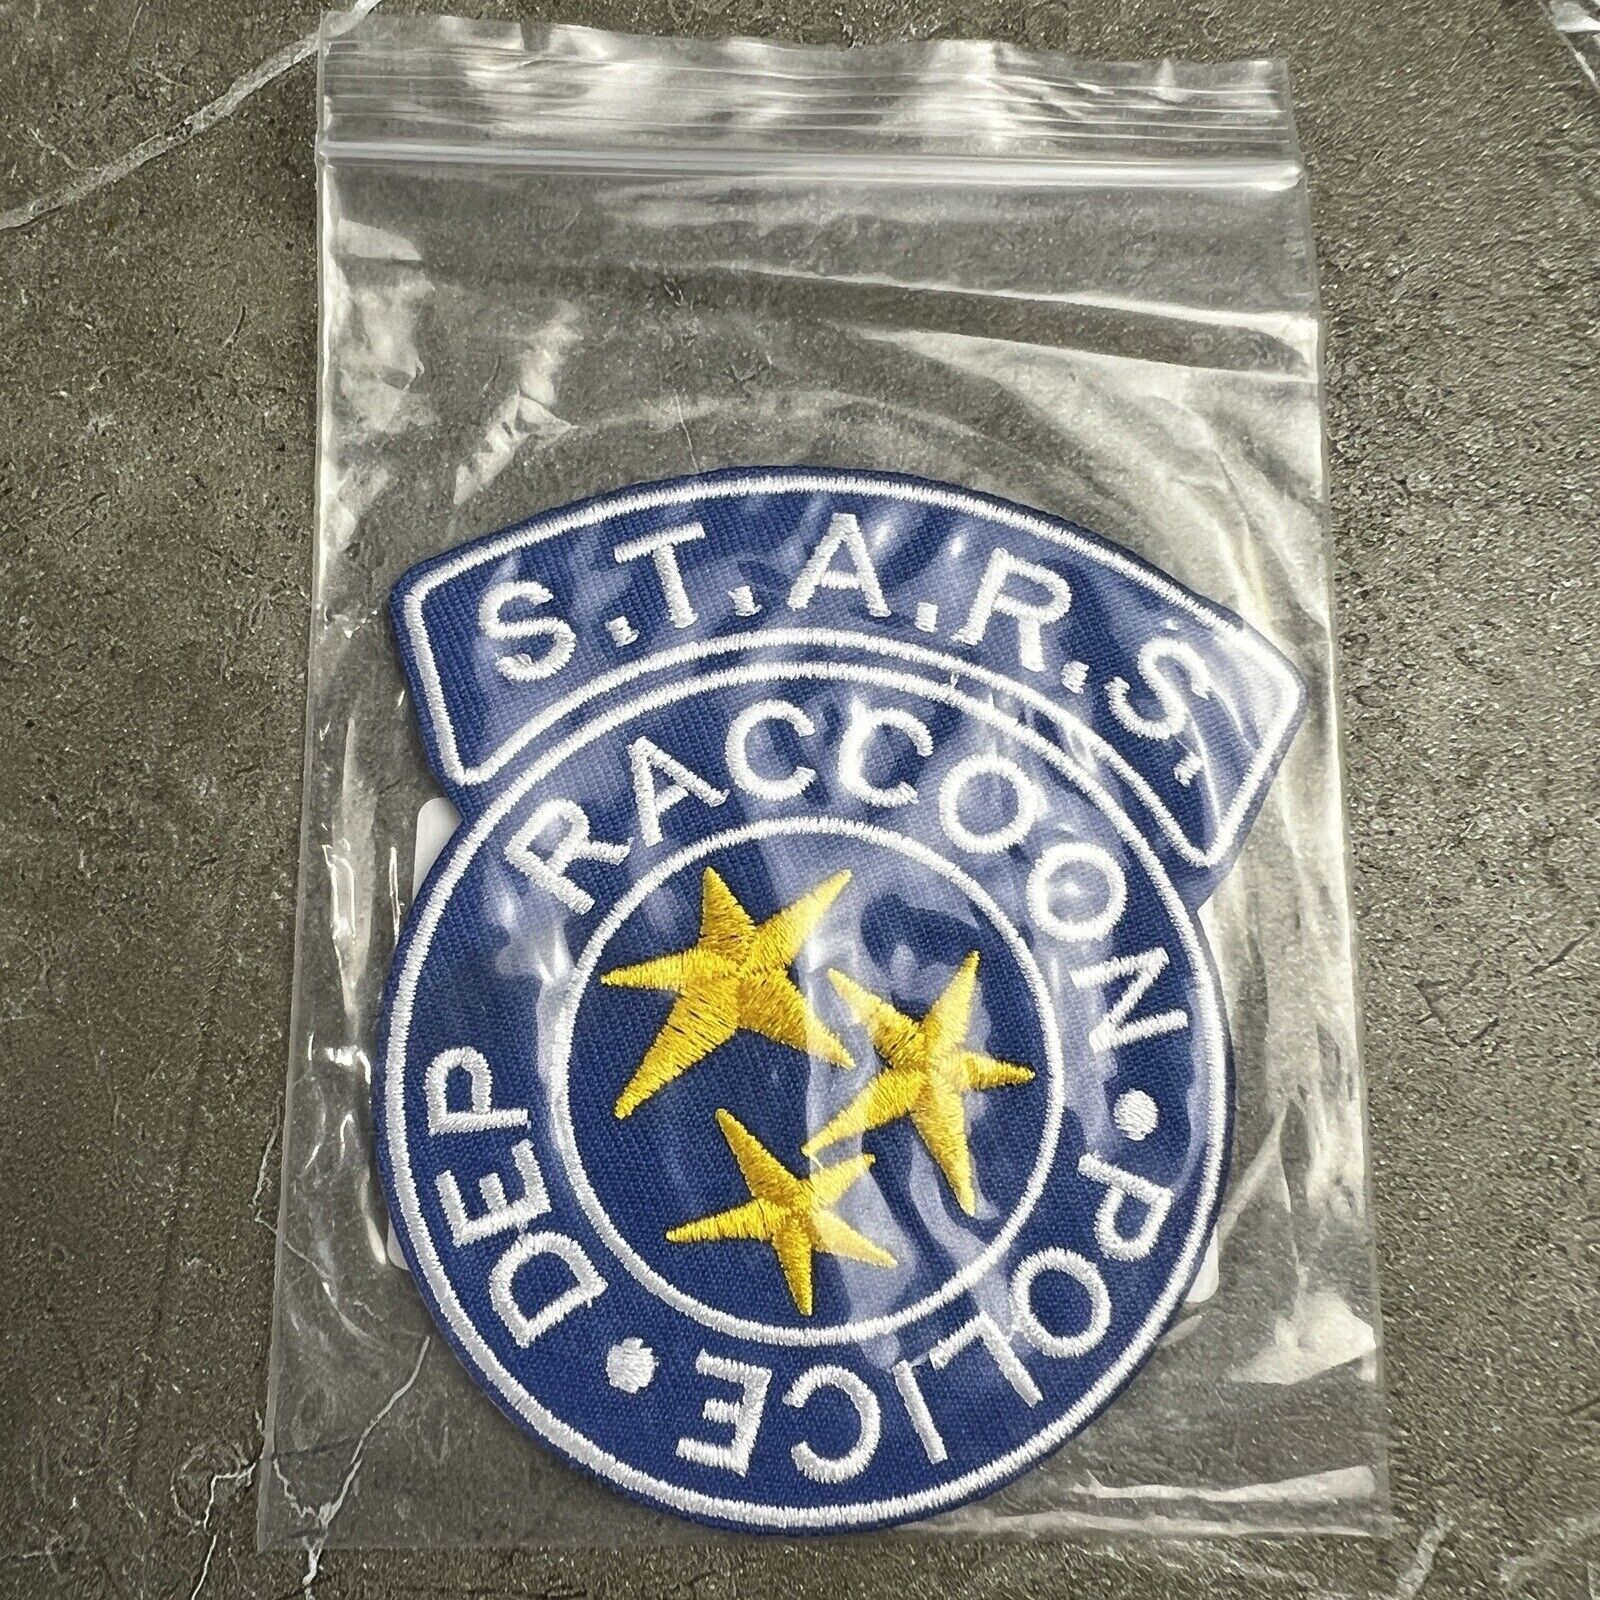 S.T.A.R.S.
RACCOON • POLICE • DEP